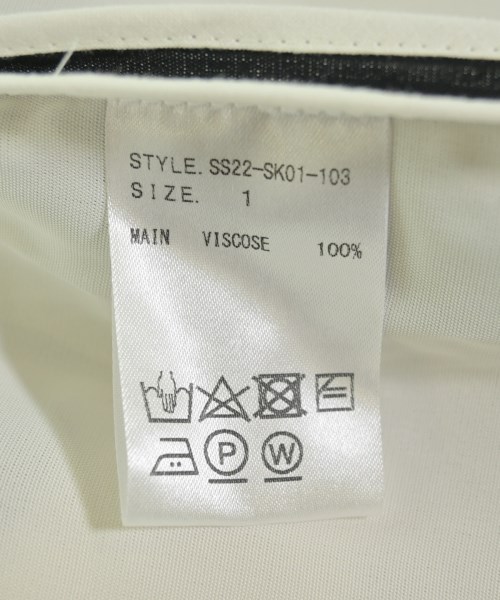 STYLE. SS22-SK01-103
SIZE. 1
MAIN VISCOSE 100%
P W